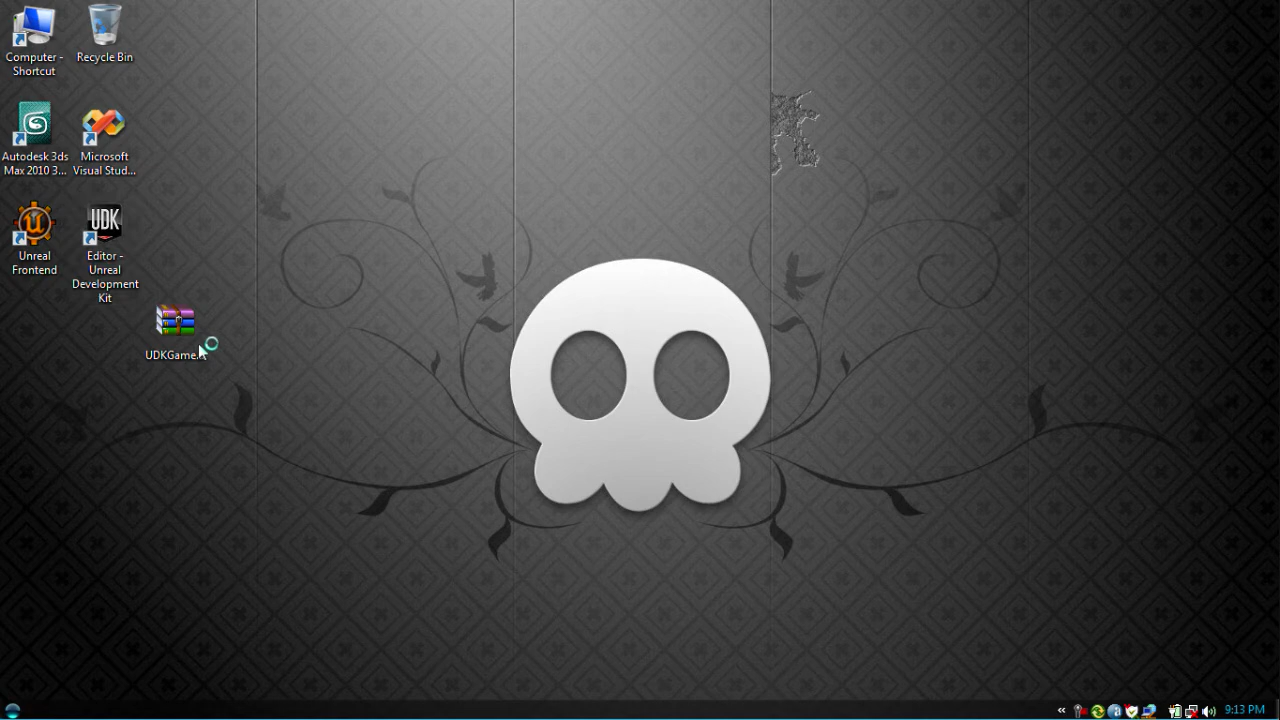 Computer -
Shortcut
Recycle Bin
Autodesk 3ds
Max 2010 3...
Microsoft
Visual Stud...
UDK
Unreal
Frontend
Editor -
Unreal
Development
Kit
UDKGame...
9:13 PM